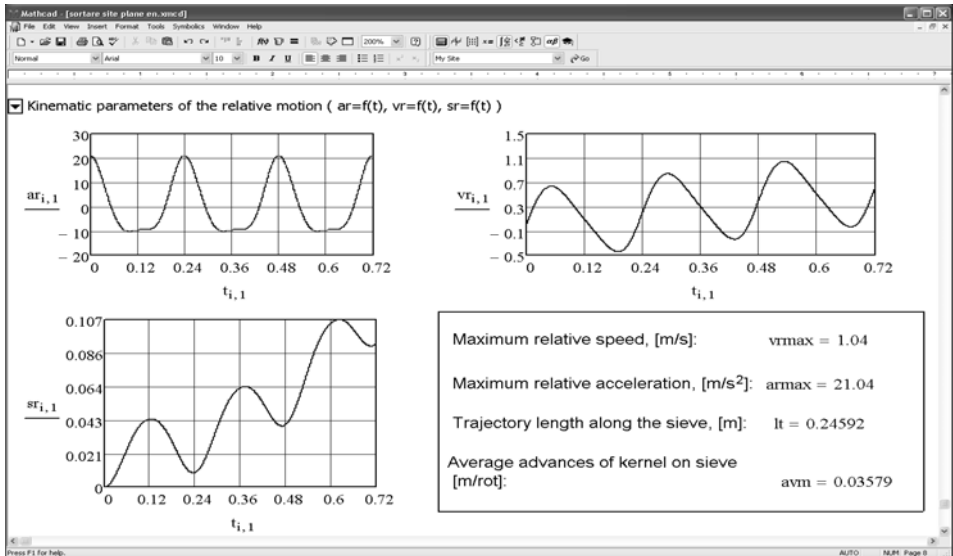 Mathcad - [sortare site plane en.xmcd]
File Edit View Insert Format Tools Symbolics Window Help
200%
Normal Arial 10 B I U My Site Go
Kinematic parameters of the relative motion ( ar=f(t), vr=f(t), sr=f(t) )
30
20
10
0
− 10
− 20
ar i, 1
0 0.12 0.24 0.36 0.48 0.6 0.72
t i, 1
1.5
1.1
0.7
0.3
− 0.1
− 0.5
vr i, 1
0 0.12 0.24 0.36 0.48 0.6 0.72
t i, 1
0.107
0.086
0.064
0.043
0.021
0
sr i, 1
0 0.12 0.24 0.36 0.48 0.6 0.72
t i, 1
Maximum relative speed, [m/s]: vrmax = 1.04
Maximum relative acceleration, [m/s²]: armax = 21.04
Trajectory length along the sieve, [m]: lt = 0.24592
Average advances of kernel on sieve
[m/rot]: avm = 0.03579
Press F1 for help. AUTO NUM Page 8